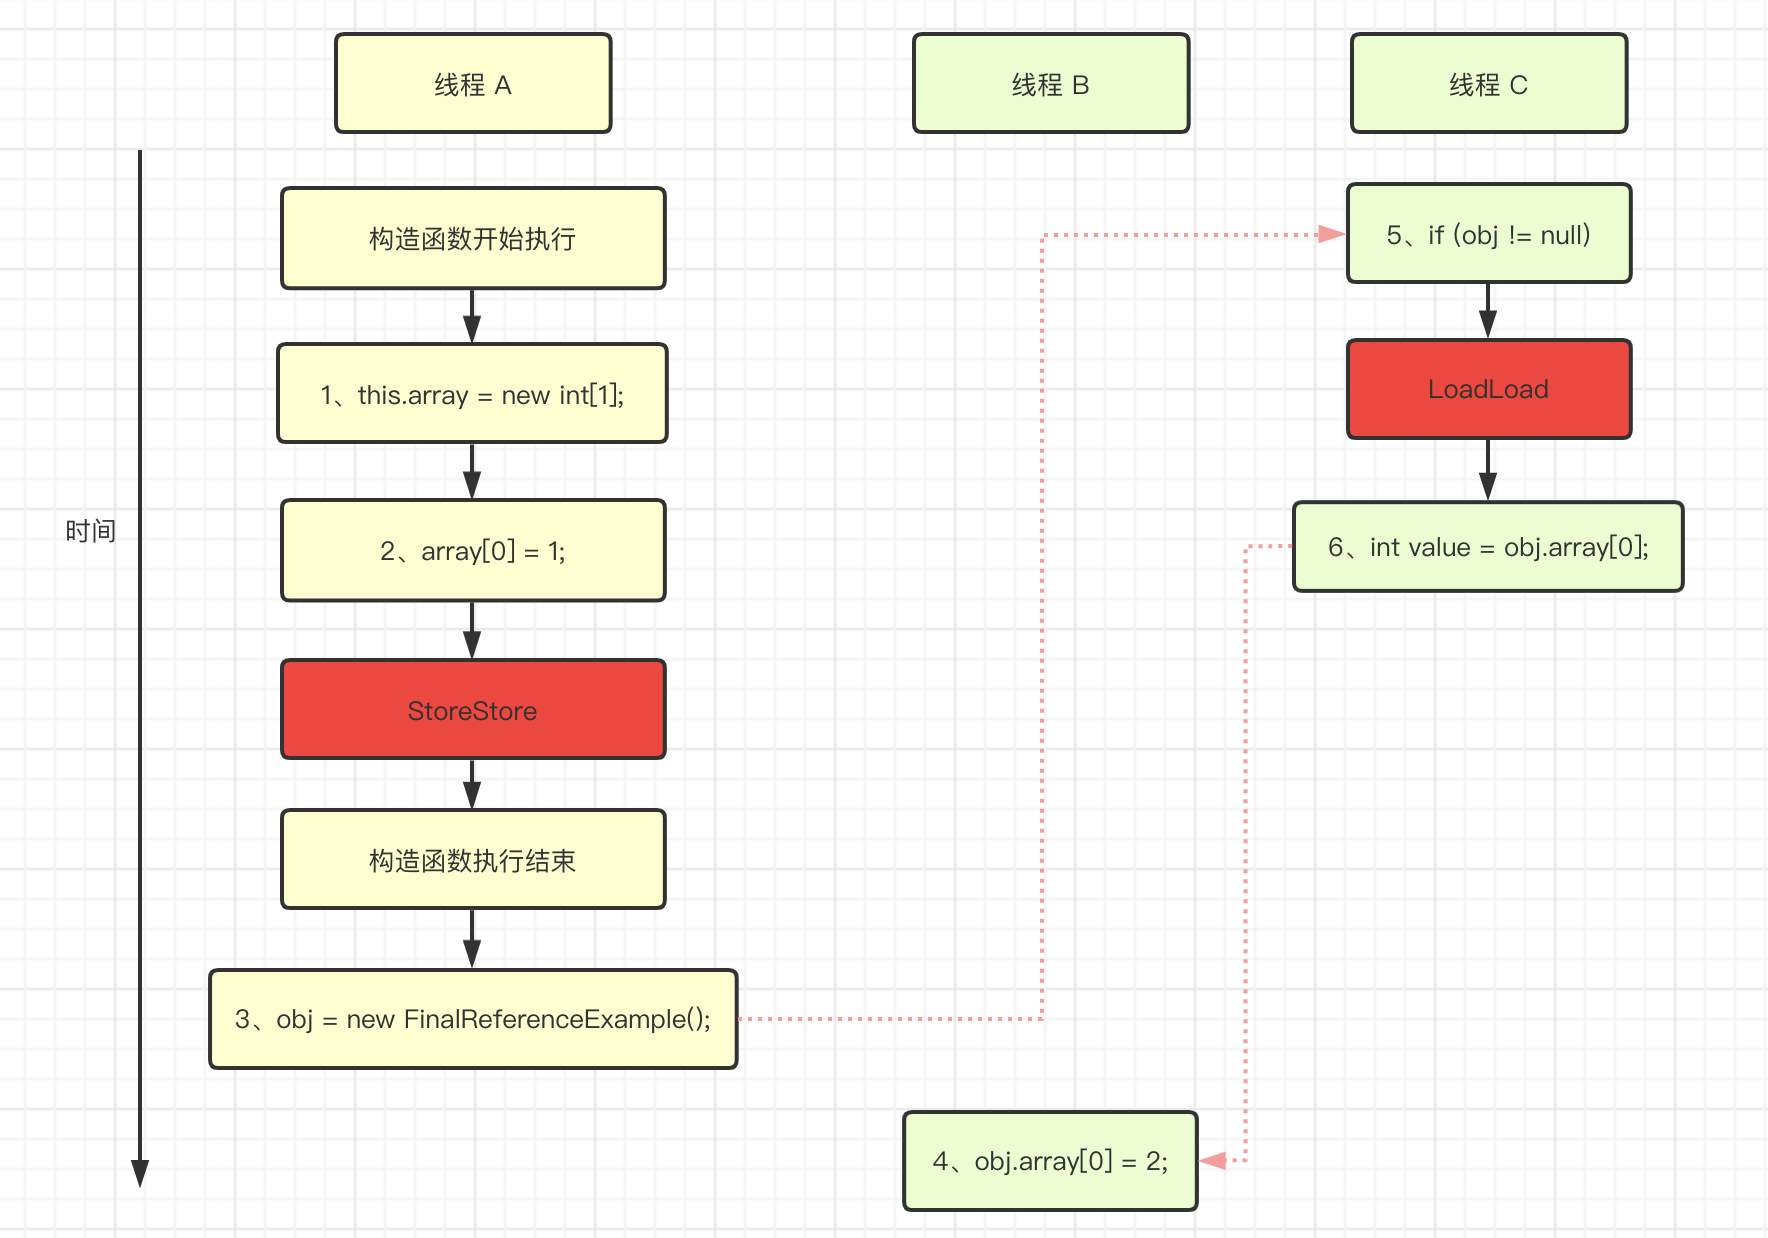 线程 A
线程 B
线程 C
时间
构造函数开始执行
1、this.array = new int[1];
2、array[0] = 1;
StoreStore
构造函数执行结束
3、obj = new FinalReferenceExample();
4、obj.array[0] = 2;
5、if (obj != null)
LoadLoad
6、int value = obj.array[0];